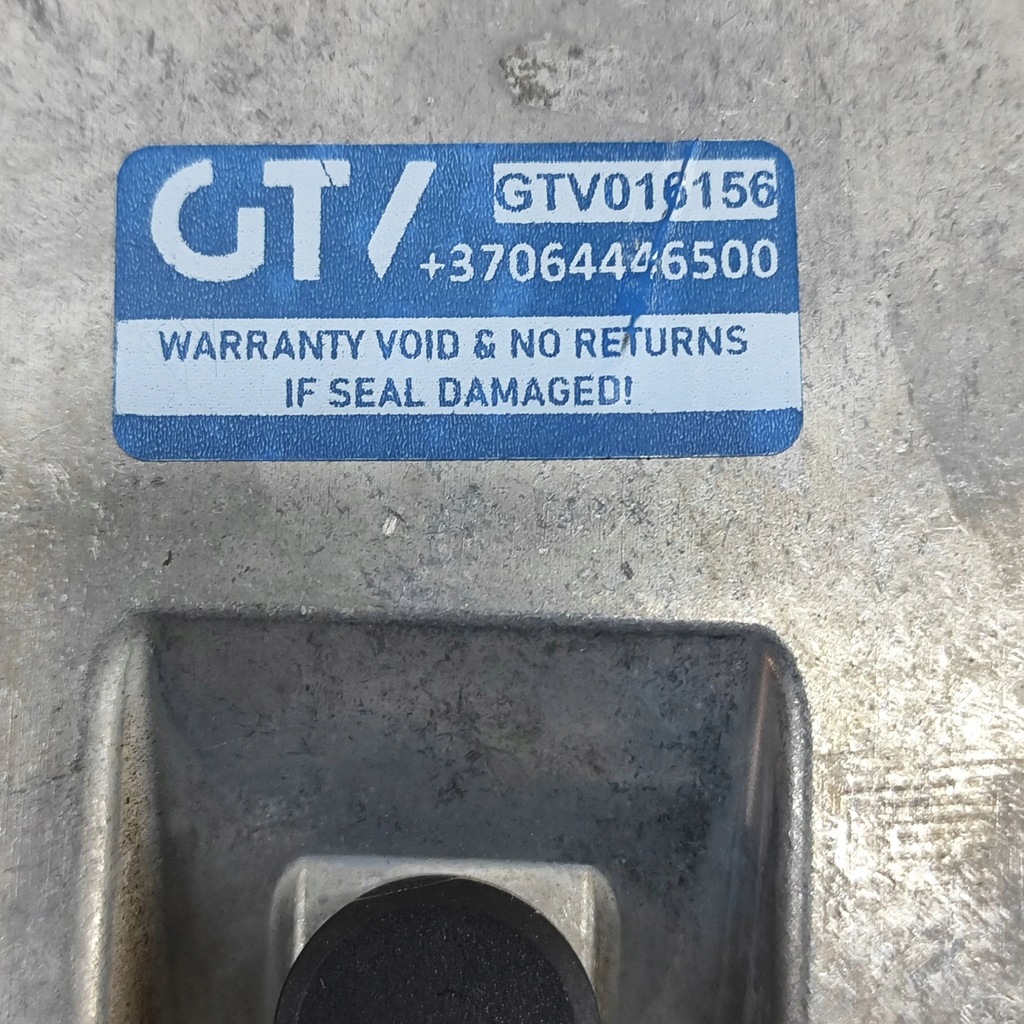 GTV
GTV016156
+37064446500
WARRANTY VOID & NO RETURNS
IF SEAL DAMAGED!